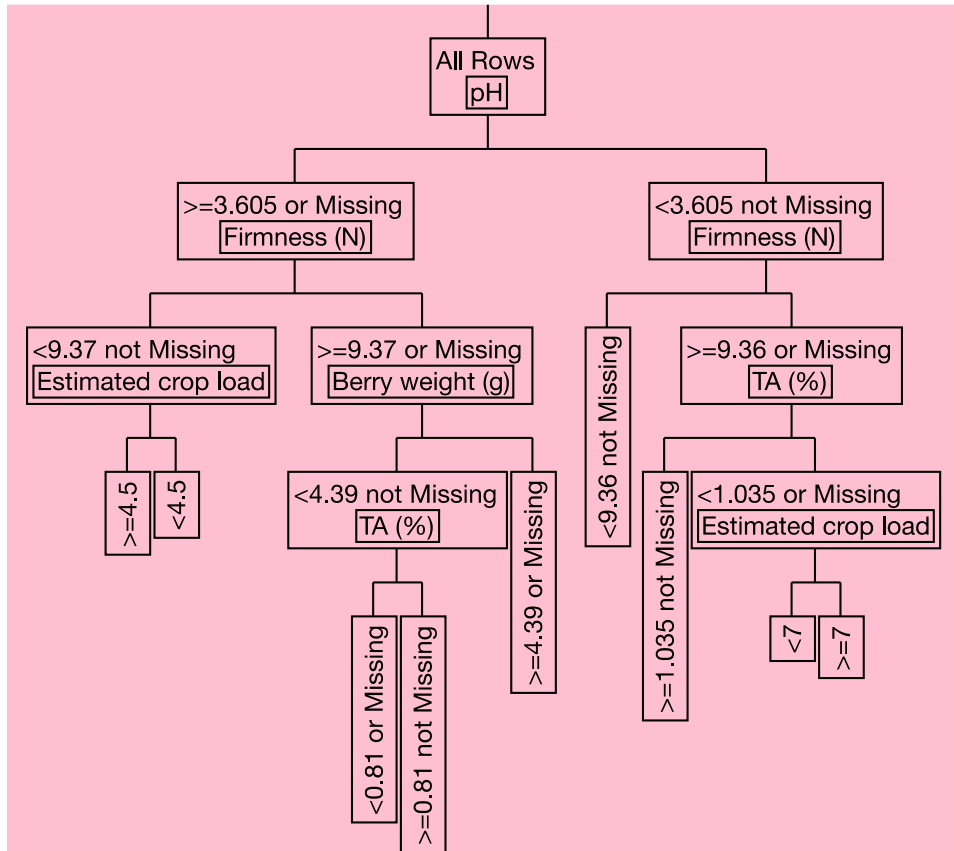 All Rows
pH
>=3.605 or Missing
Firmness (N)
<3.605 not Missing
Firmness (N)
<9.37 not Missing
Estimated crop load
>=9.37 or Missing
Berry weight (g)
<9.36 not Missing
>=9.36 or Missing
TA (%)
>=4.5
<4.5
<4.39 not Missing
TA (%)
>=4.39 or Missing
>=1.035 not Missing
<1.035 or Missing
Estimated crop load
<0.81 or Missing
>=0.81 not Missing
<7
>=7